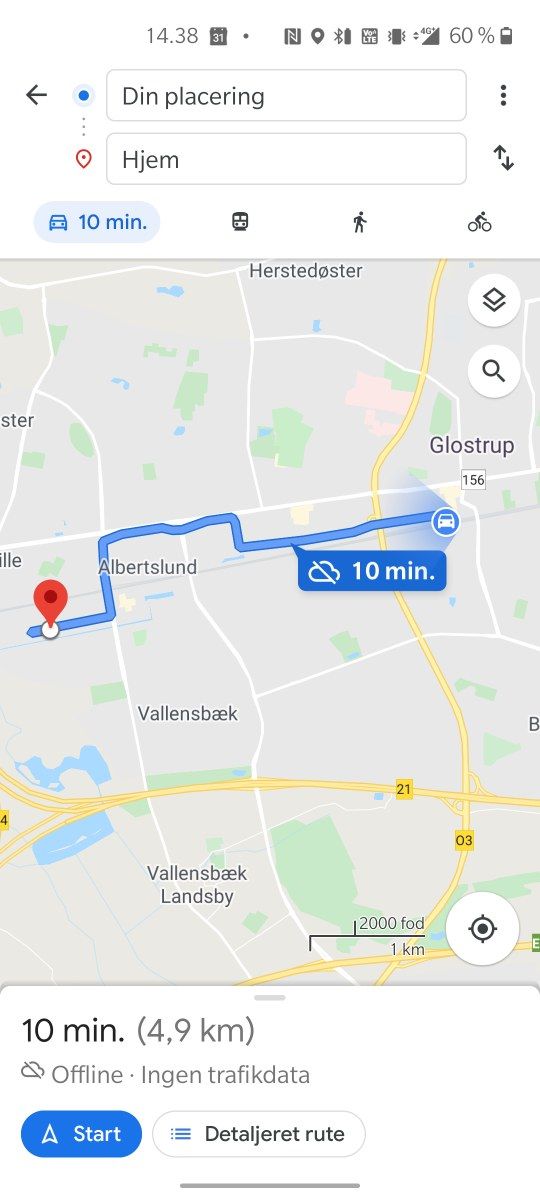 14.38 31 • VoLTE 4G+ 60 %
Din placering
Hjem
10 min.
Herstedøster
ster
Glostrup
156
ille
Albertslund
10 min.
Vallensbæk
B
21
4
O3
Vallensbæk
Landsby
2000 fod
1 km
E
10 min. (4,9 km)
Offline · Ingen trafikdata
Start
Detaljeret rute